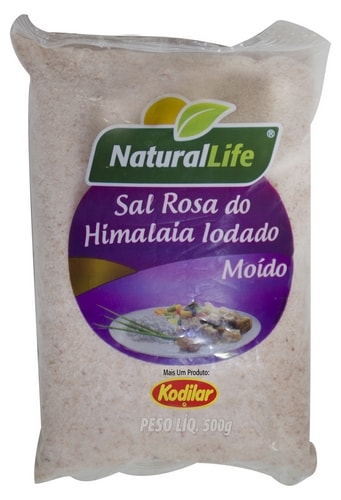 NaturalLife®
Sal Rosa do
Himalaia Iodado
Moído
Mais Um Produto:
Kodilar
PESO LÍQ. 500g